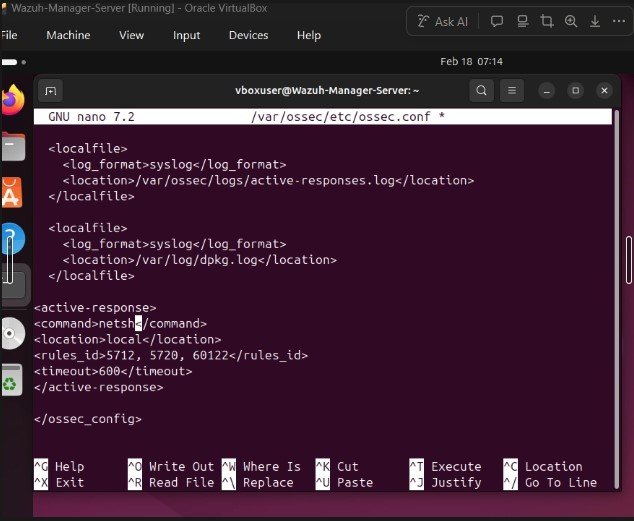 Wazuh-Manager-Server [Running] - Oracle VirtualBox
Ask AI
File Machine View Input Devices Help
Feb 18 07:14
vboxuser@Wazuh-Manager-Server: ~
GNU nano 7.2 /var/ossec/etc/ossec.conf *
<localfile>
<log_format>syslog</log_format>
<location>/var/ossec/logs/active-responses.log</location>
</localfile>
<localfile>
<log_format>syslog</log_format>
<location>/var/log/dpkg.log</location>
</localfile>
<active-response>
<command>netsh</command>
<location>local</location>
<rules_id>5712, 5720, 60122</rules_id>
<timeout>600</timeout>
</active-response>
</ossec_config>
^G Help ^O Write Out ^W Where Is ^K Cut ^T Execute ^C Location
^X Exit ^R Read File ^\ Replace ^U Paste ^J Justify ^/ Go To Line